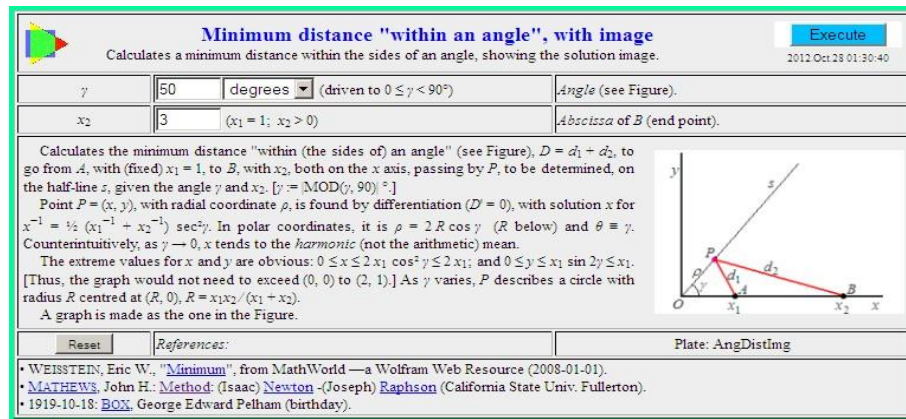 Minimum distance "within an angle", with image
Calculates a minimum distance within the sides of an angle, showing the solution image.
Execute
2012.Oct.28 01:30:40
γ
50
degrees
(driven to 0 ≤ γ < 90°)
Angle (see Figure).
x₂
3
(x₁ = 1; x₂ > 0)
Abscissa of B (end point).
Calculates the minimum distance "within (the sides of) an angle" (see Figure), D = d₁ + d₂, to
go from A, with (fixed) x₁ = 1, to B, with x₂, both on the x axis, passing by P, to be determined, on
the half-line s, given the angle γ and x₂. [γ := |MOD(γ, 90)| °.]
Point P = (x, y), with radial coordinate ρ, is found by differentiation (D' = 0), with solution x for
x⁻¹ = ½ (x₁⁻¹ + x₂⁻¹) sec²γ. In polar coordinates, it is ρ = 2 R cos γ (R below) and θ ≡ γ.
Counterintuitively, as γ → 0, x tends to the harmonic (not the arithmetic) mean.
The extreme values for x and y are obvious: 0 ≤ x ≤ 2 x₁ cos² γ ≤ 2 x₁; and 0 ≤ y ≤ x₁ sin 2γ ≤ x₁.
[Thus, the graph would not need to exceed (0, 0) to (2, 1).] As γ varies, P describes a circle with
radius R centred at (R, 0), R = x₁x₂ / (x₁ + x₂).
A graph is made as the one in the Figure.
y
s
P
ρ
d₁
d₂
γ
O
A
B
x₁
x₂
x
Reset
References:
Plate: AngDistImg
• WEISSTEIN, Eric W., "Minimum", from MathWorld —a Wolfram Web Resource (2008-01-01).
• MATHEWS, John H.: Method: (Isaac) Newton -(Joseph) Raphson (California State Univ. Fullerton).
• 1919-10-18: BOX, George Edward Pelham (birthday).